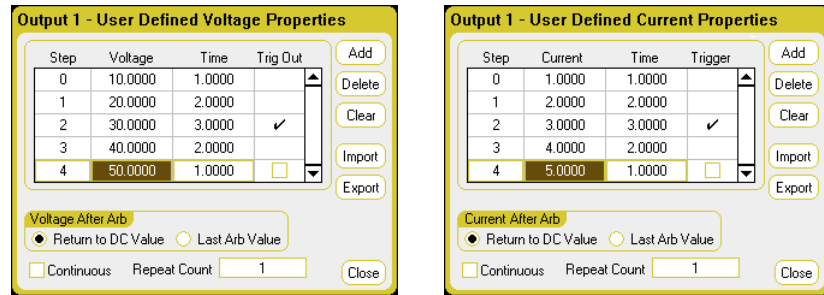 Output 1 - User Defined Voltage Properties
Step Voltage Time Trig Out
0 10.0000 1.0000
1 20.0000 2.0000
2 30.0000 3.0000 ✓
3 40.0000 2.0000
4 50.0000 1.0000
Add
Delete
Clear
Import
Export
Voltage After Arb
Return to DC Value Last Arb Value
Continuous Repeat Count 1
Close
Output 1 - User Defined Current Properties
Step Current Time Trigger
0 1.0000 1.0000
1 2.0000 2.0000
2 3.0000 3.0000 ✓
3 4.0000 2.0000
4 5.0000 1.0000
Add
Delete
Clear
Import
Export
Current After Arb
Return to DC Value Last Arb Value
Continuous Repeat Count 1
Close